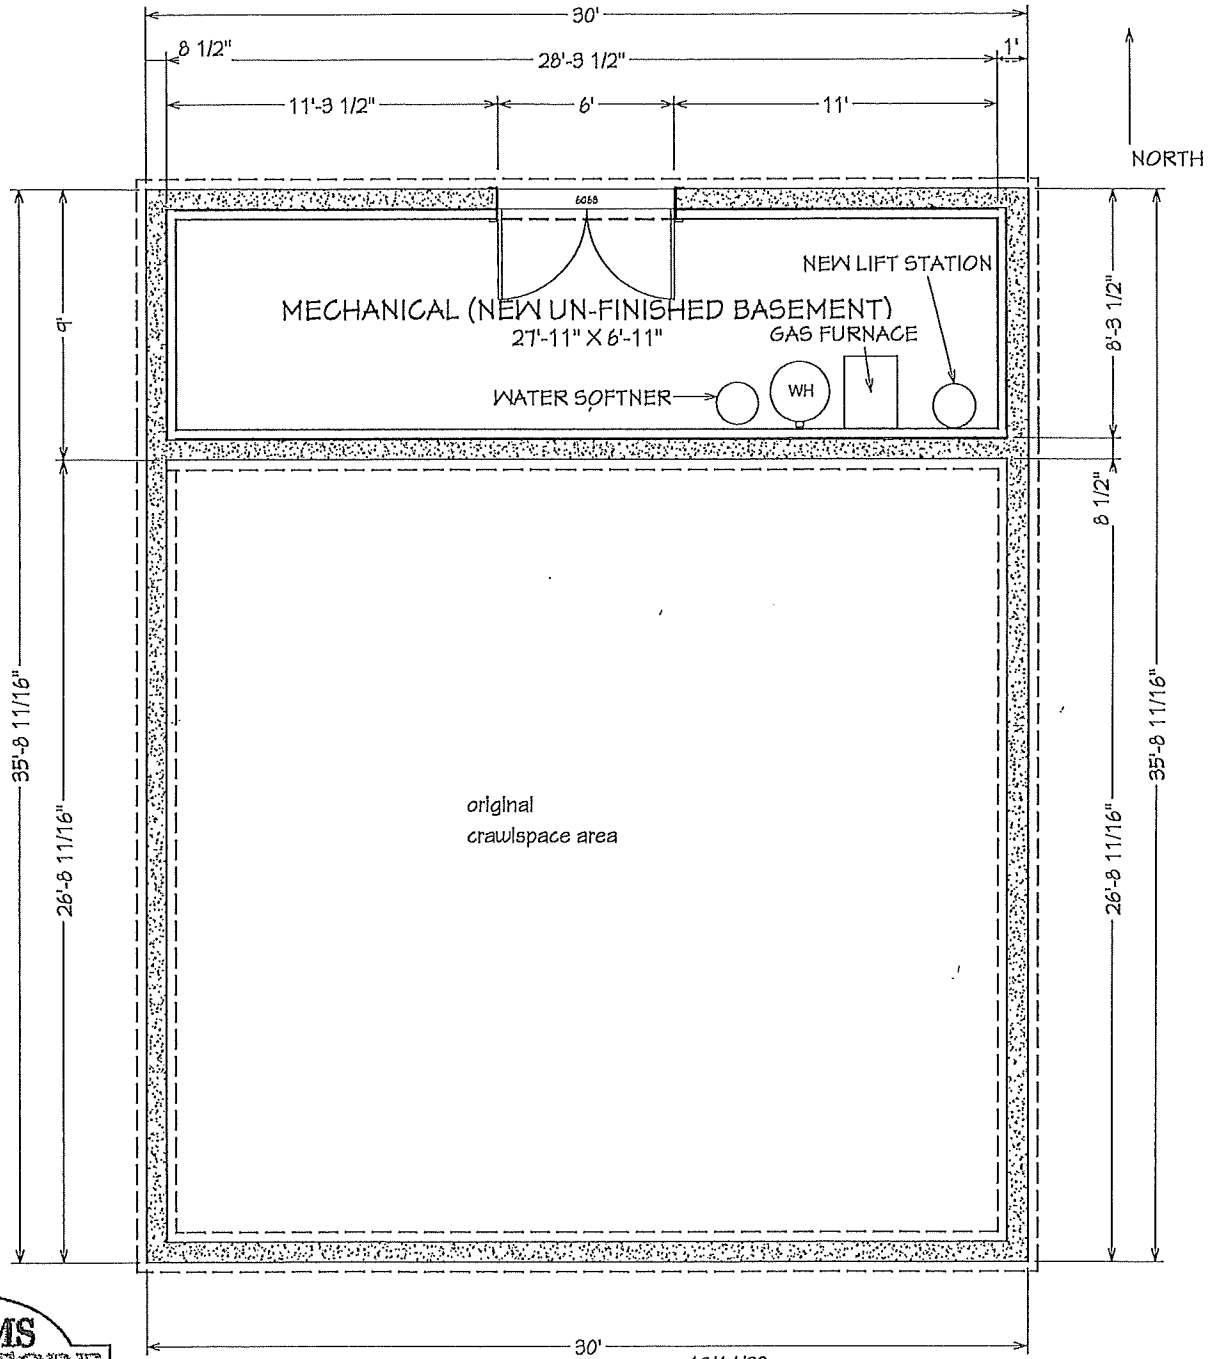 30'
8 1/2"
28'-3 1/2"
1'
11'-3 1/2"
6'
11'
NORTH
6068
NEW LIFT STATION
MECHANICAL (NEW UN-FINISHED BASEMENT)
27'-11" X 6'-11"
GAS FURNACE
WATER SOFTNER
WH
9'
8'-3 1/2"
8 1/2"
35'-8 11/16"
26'-8 11/16"
26'-8 11/16"
35'-8 11/16"
original
crawlspace area
30'